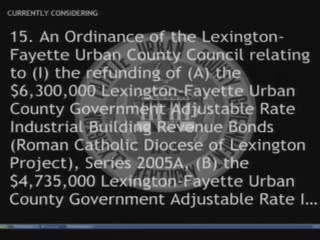 CURRENTLY CONSIDERING
15. An Ordinance of the Lexington-
Fayette Urban County Council relating
to (I) the refunding of (A) the
$6,300,000 Lexington-Fayette Urban
County Government Adjustable Rate
Industrial Building Revenue Bonds
(Roman Catholic Diocese of Lexington
Project), Series 2005A, (B) the
$4,735,000 Lexington-Fayette Urban
County Government Adjustable Rate I...